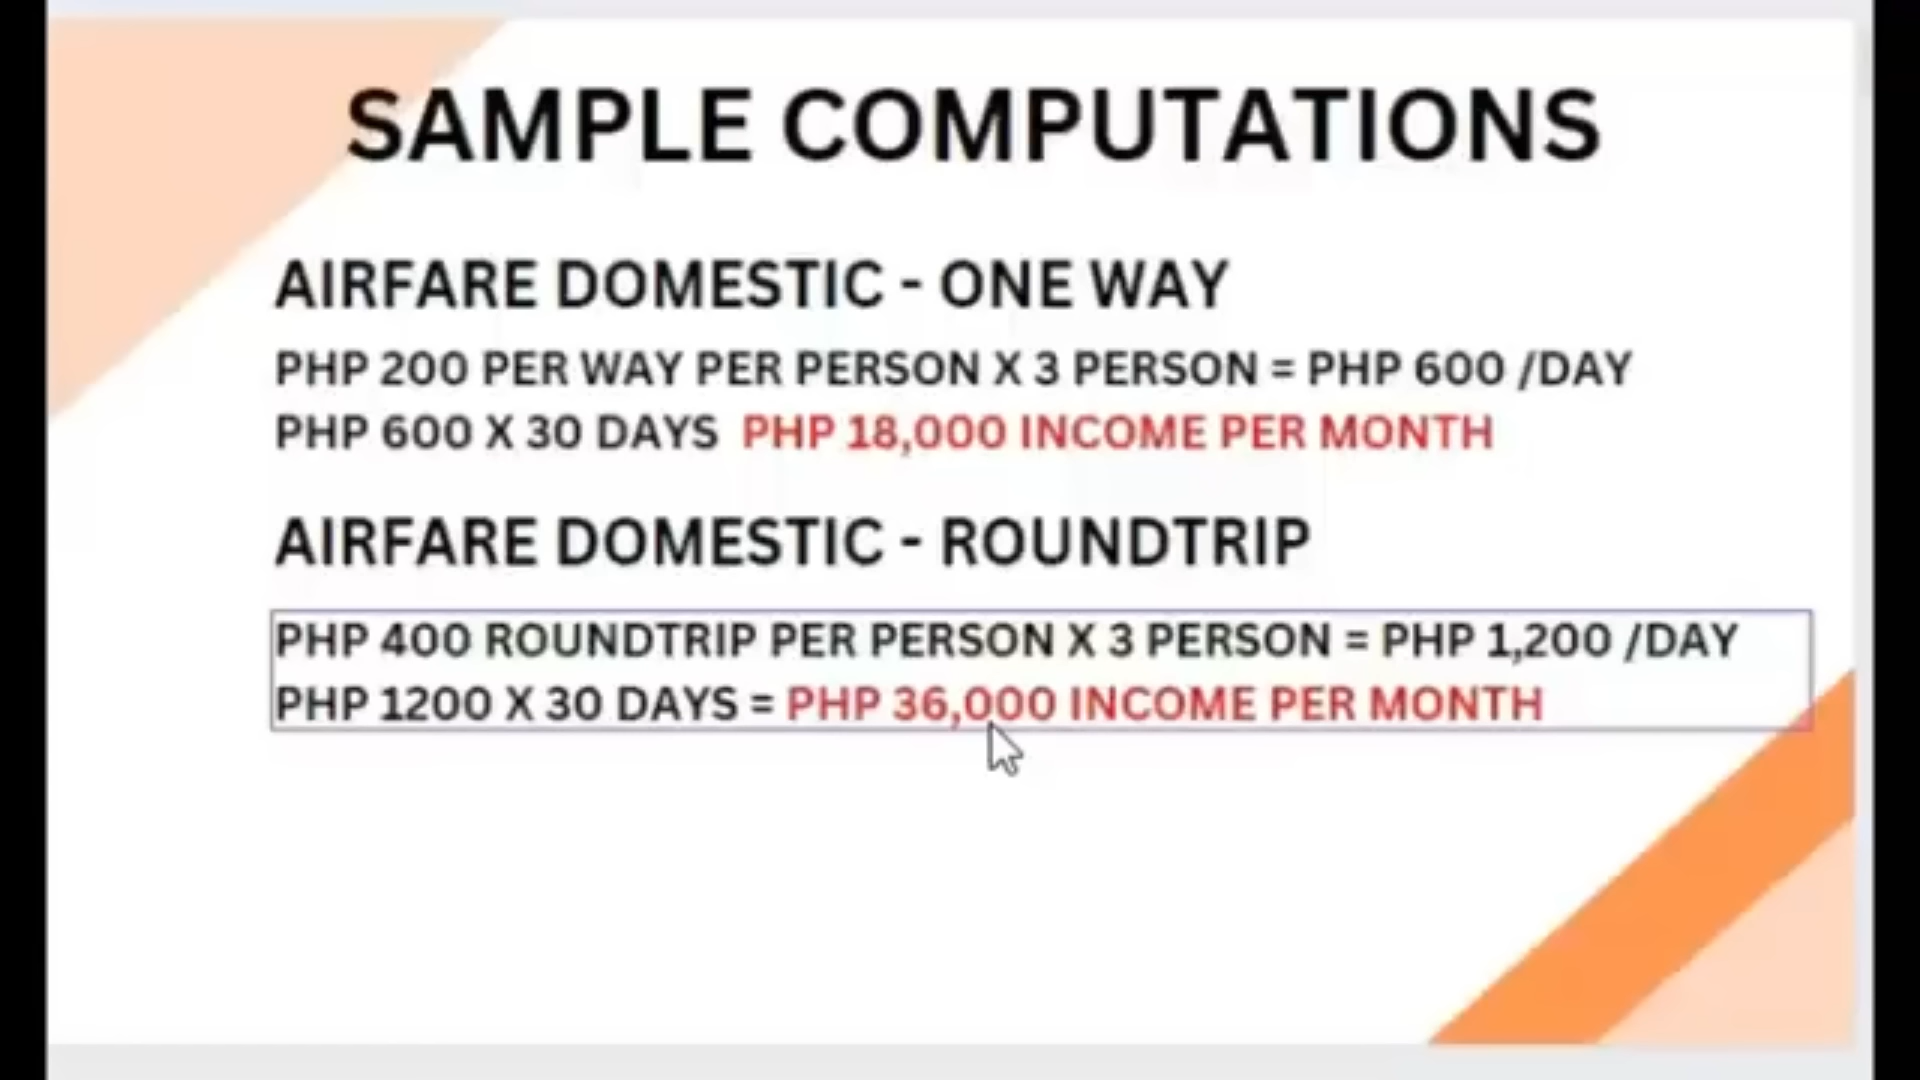 SAMPLE COMPUTATIONS
AIRFARE DOMESTIC - ONE WAY
PHP 200 PER WAY PER PERSON X 3 PERSON = PHP 600 /DAY
PHP 600 X 30 DAYS PHP 18,000 INCOME PER MONTH
AIRFARE DOMESTIC - ROUNDTRIP
PHP 400 ROUNDTRIP PER PERSON X 3 PERSON = PHP 1,200 /DAY
PHP 1200 X 30 DAYS = PHP 36,000 INCOME PER MONTH